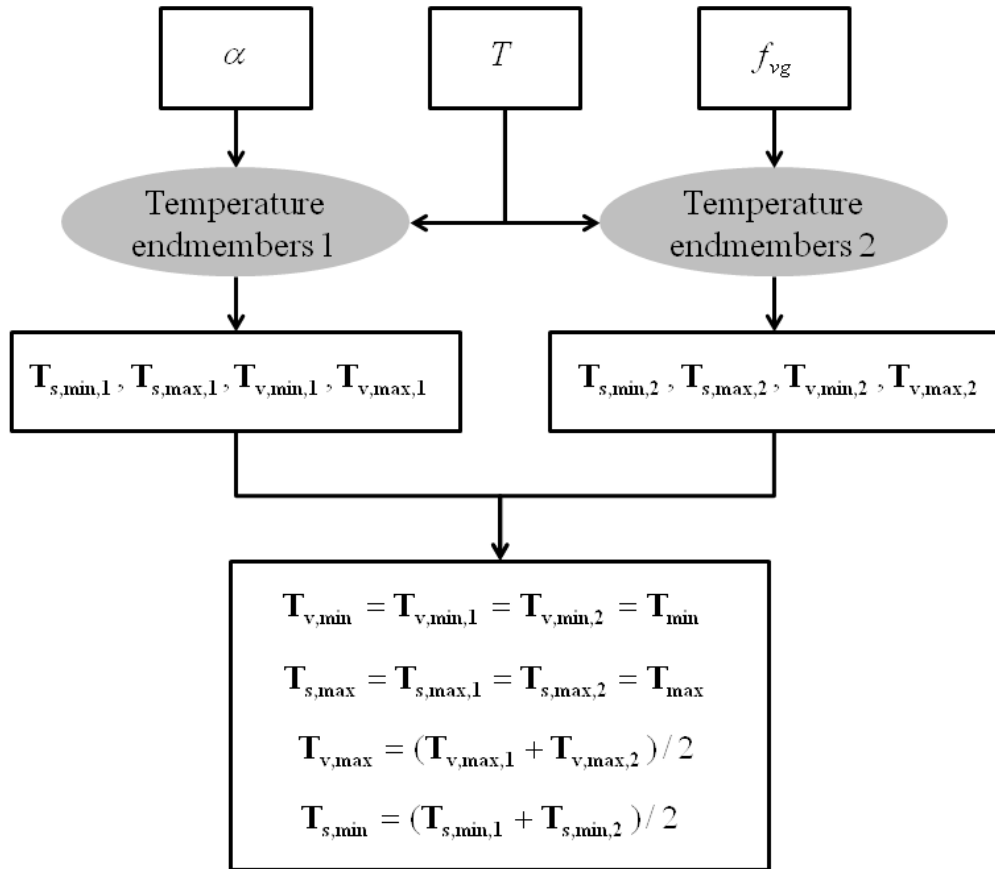 α
T
f_vg
Temperature
endmembers 1
Temperature
endmembers 2
T_s,min,1 , T_s,max,1 , T_v,min,1 , T_v,max,1
T_s,min,2 , T_s,max,2 , T_v,min,2 , T_v,max,2
T_v,min = T_v,min,1 = T_v,min,2 = T_min
T_s,max = T_s,max,1 = T_s,max,2 = T_max
T_v,max = (T_v,max,1 + T_v,max,2 ) / 2
T_s,min = (T_s,min,1 + T_s,min,2 ) / 2